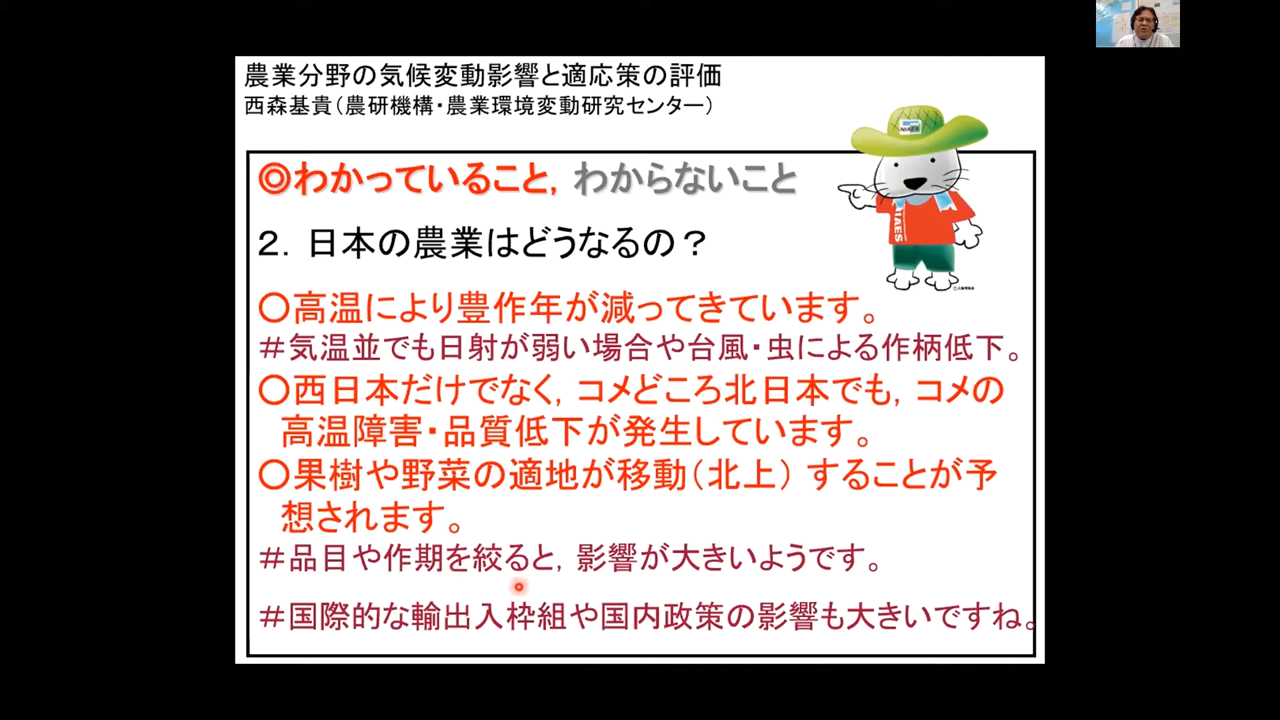 農業分野の気候変動影響と適応策の評価
西森基貴（農研機構・農業環境変動研究センター）
◎わかっていること，わからないこと
２．日本の農業はどうなるの？
○高温により豊作年が減ってきています。
＃気温並でも日射が弱い場合や台風・虫による作柄低下。
○西日本だけでなく，コメどころ北日本でも，コメの
高温障害・品質低下が発生しています。
○果樹や野菜の適地が移動（北上）することが予
想されます。
＃品目や作期を絞ると，影響が大きいようです。
＃国際的な輸出入枠組や国内政策の影響も大きいですね。
NIAES
NIAES